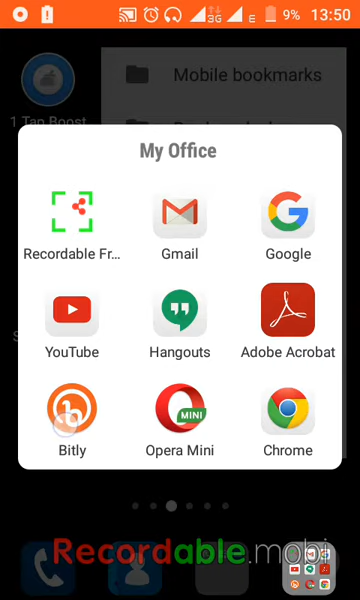 3G E 9% 13:50
Mobile bookmarks
1 Tap Boost
My Office
Recordable Fr...
Gmail
Google
YouTube
Hangouts
Adobe Acrobat
Bitly
MINI
Opera Mini
Chrome
Recordable.mobi